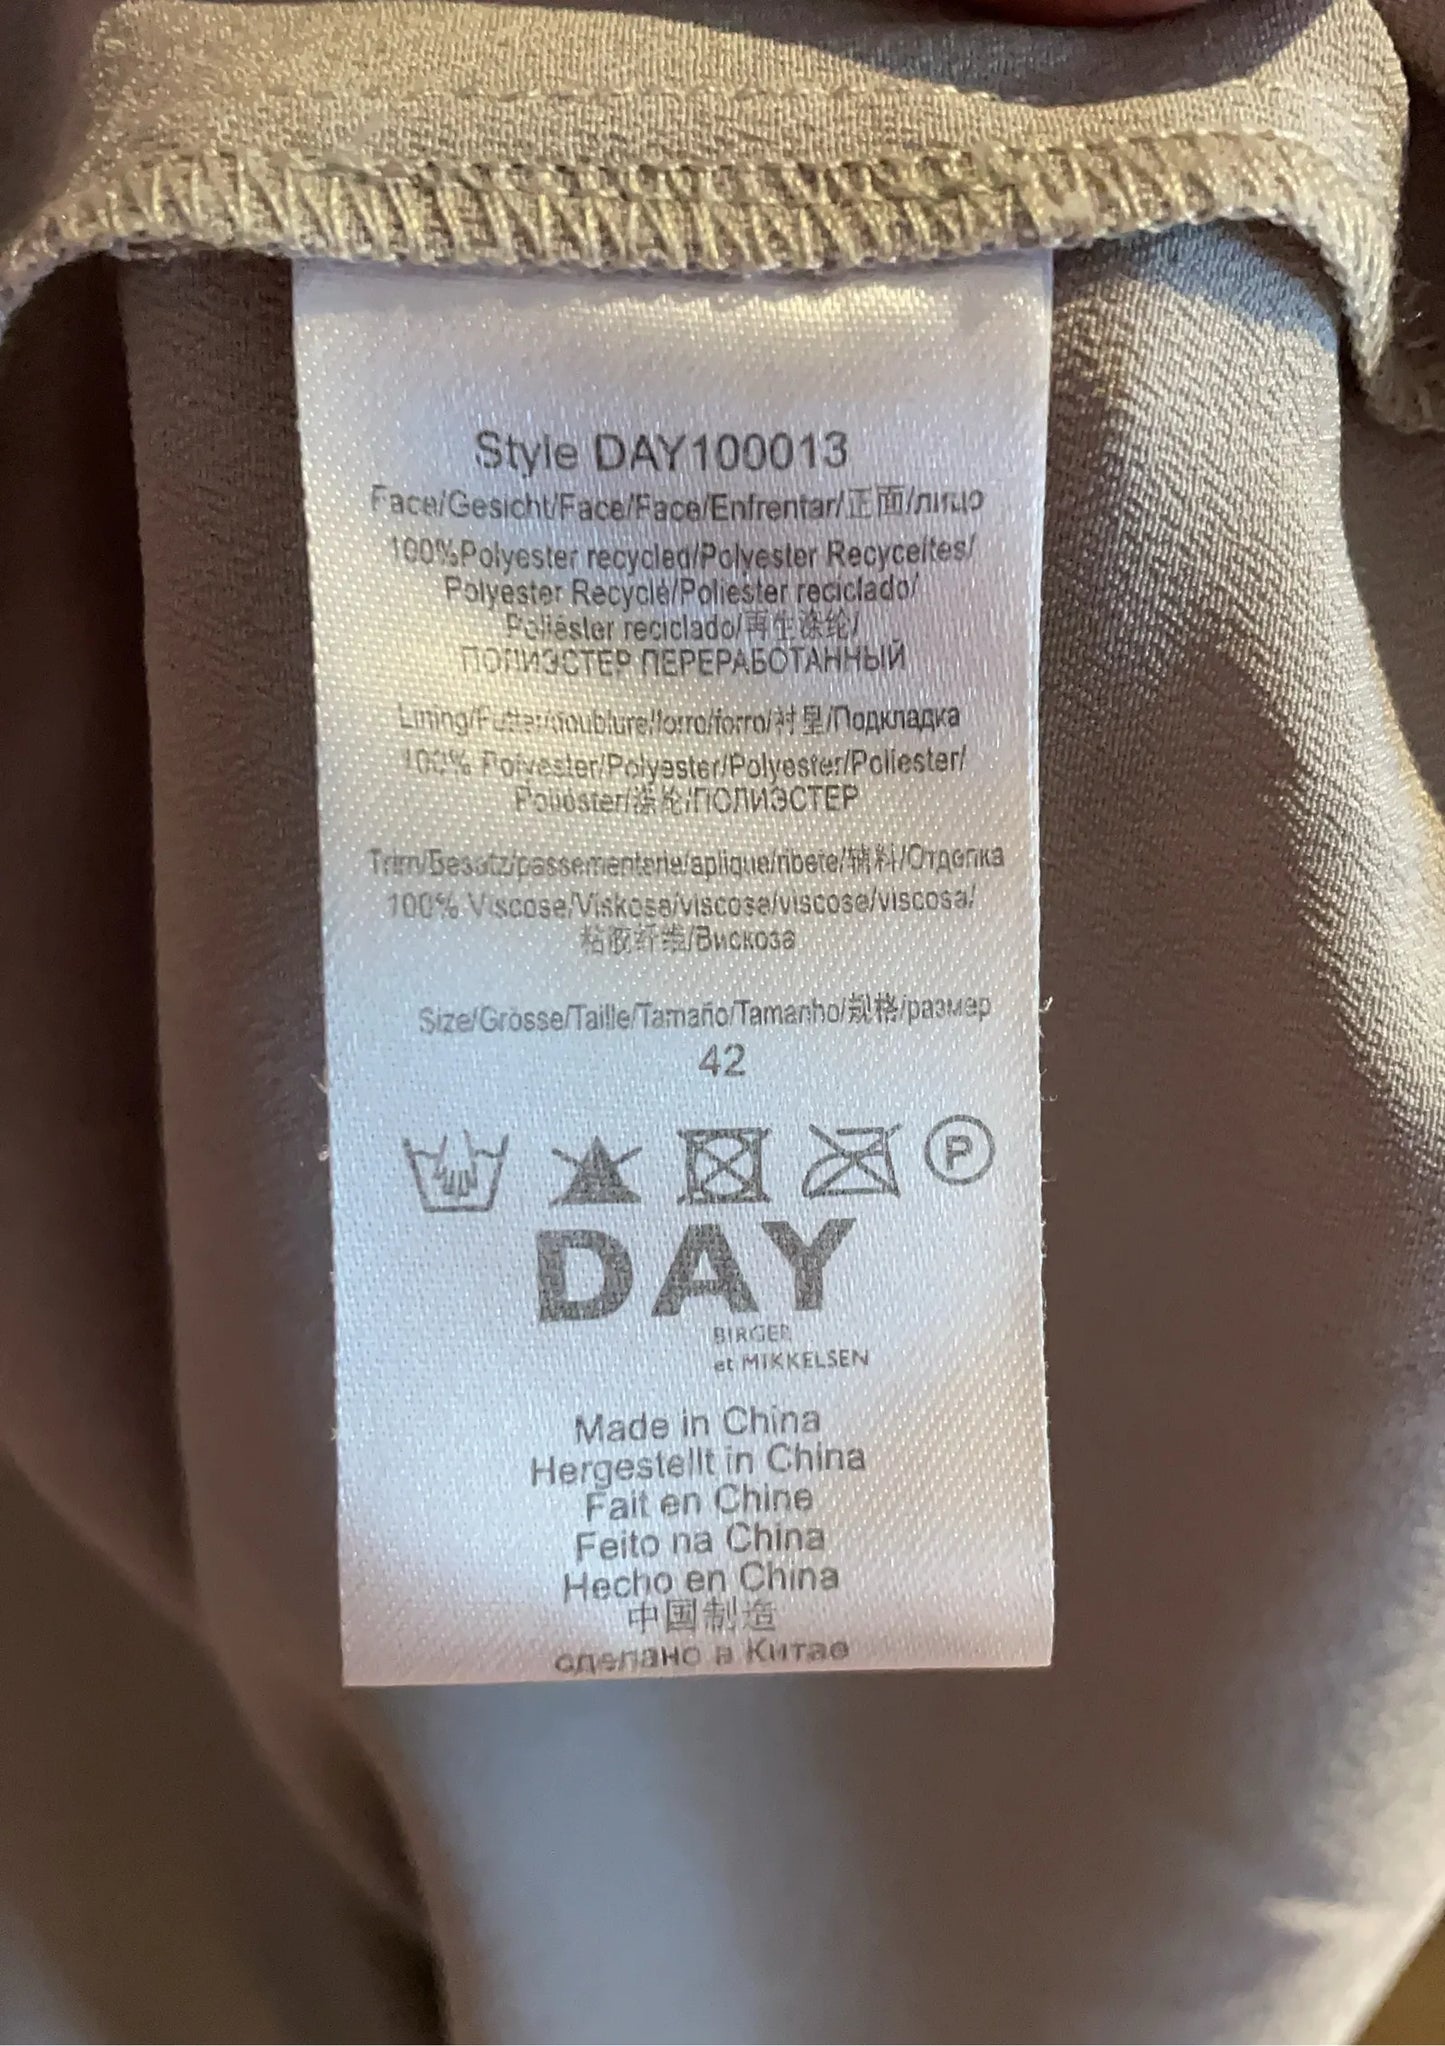 Style DAY100013
Face/Gesicht/Face/Face/Enfrentar/正面/лицо
100%Polyester recycled/Polyester Recyceltes/
Polyester Recyclé/Poliester reciclado/
Poliéster reciclado/再生涤纶/
ПОЛИЭСТЕР ПЕРЕРАБОТАННЫЙ
Lining/Futter/doublure/forro/forro/衬里/Подкладка
100% Polyester/Polyester/Polyester/Poliester/
Poliéster/涤纶/ПОЛИЭСТЕР
Trim/Besatz/passementerie/aplique/ribete/辅料/Отделка
100% Viscose/Viskose/viscose/viscose/viscosa/
粘胶纤维/Вискоза
Size/Grösse/Taille/Tamaño/Tamanho/规格/размер
42
P
DAY
BIRGER
et MIKKELSEN
Made in China
Hergestellt in China
Fait en Chine
Feito na China
Hecho en China
中国制造
сделано в Китае